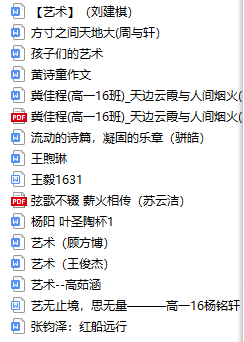 【艺术】（刘建棋）
方寸之间天地大(周与轩)
孩子们的艺术
黄诗童作文
龚佳程(高一16班)_天边云霞与人间烟火(
龚佳程(高一16班)_天边云霞与人间烟火(
流动的诗篇，凝固的乐章（骈皓）
王煦琳
王毅1631
PDF 弦歌不辍 薪火相传（苏云洁）
杨阳 叶圣陶杯1
艺术（顾方博）
艺术（王俊杰）
艺术--高茹涵
艺无止境，思无量———高一16杨铭轩
张钧泽：红船远行